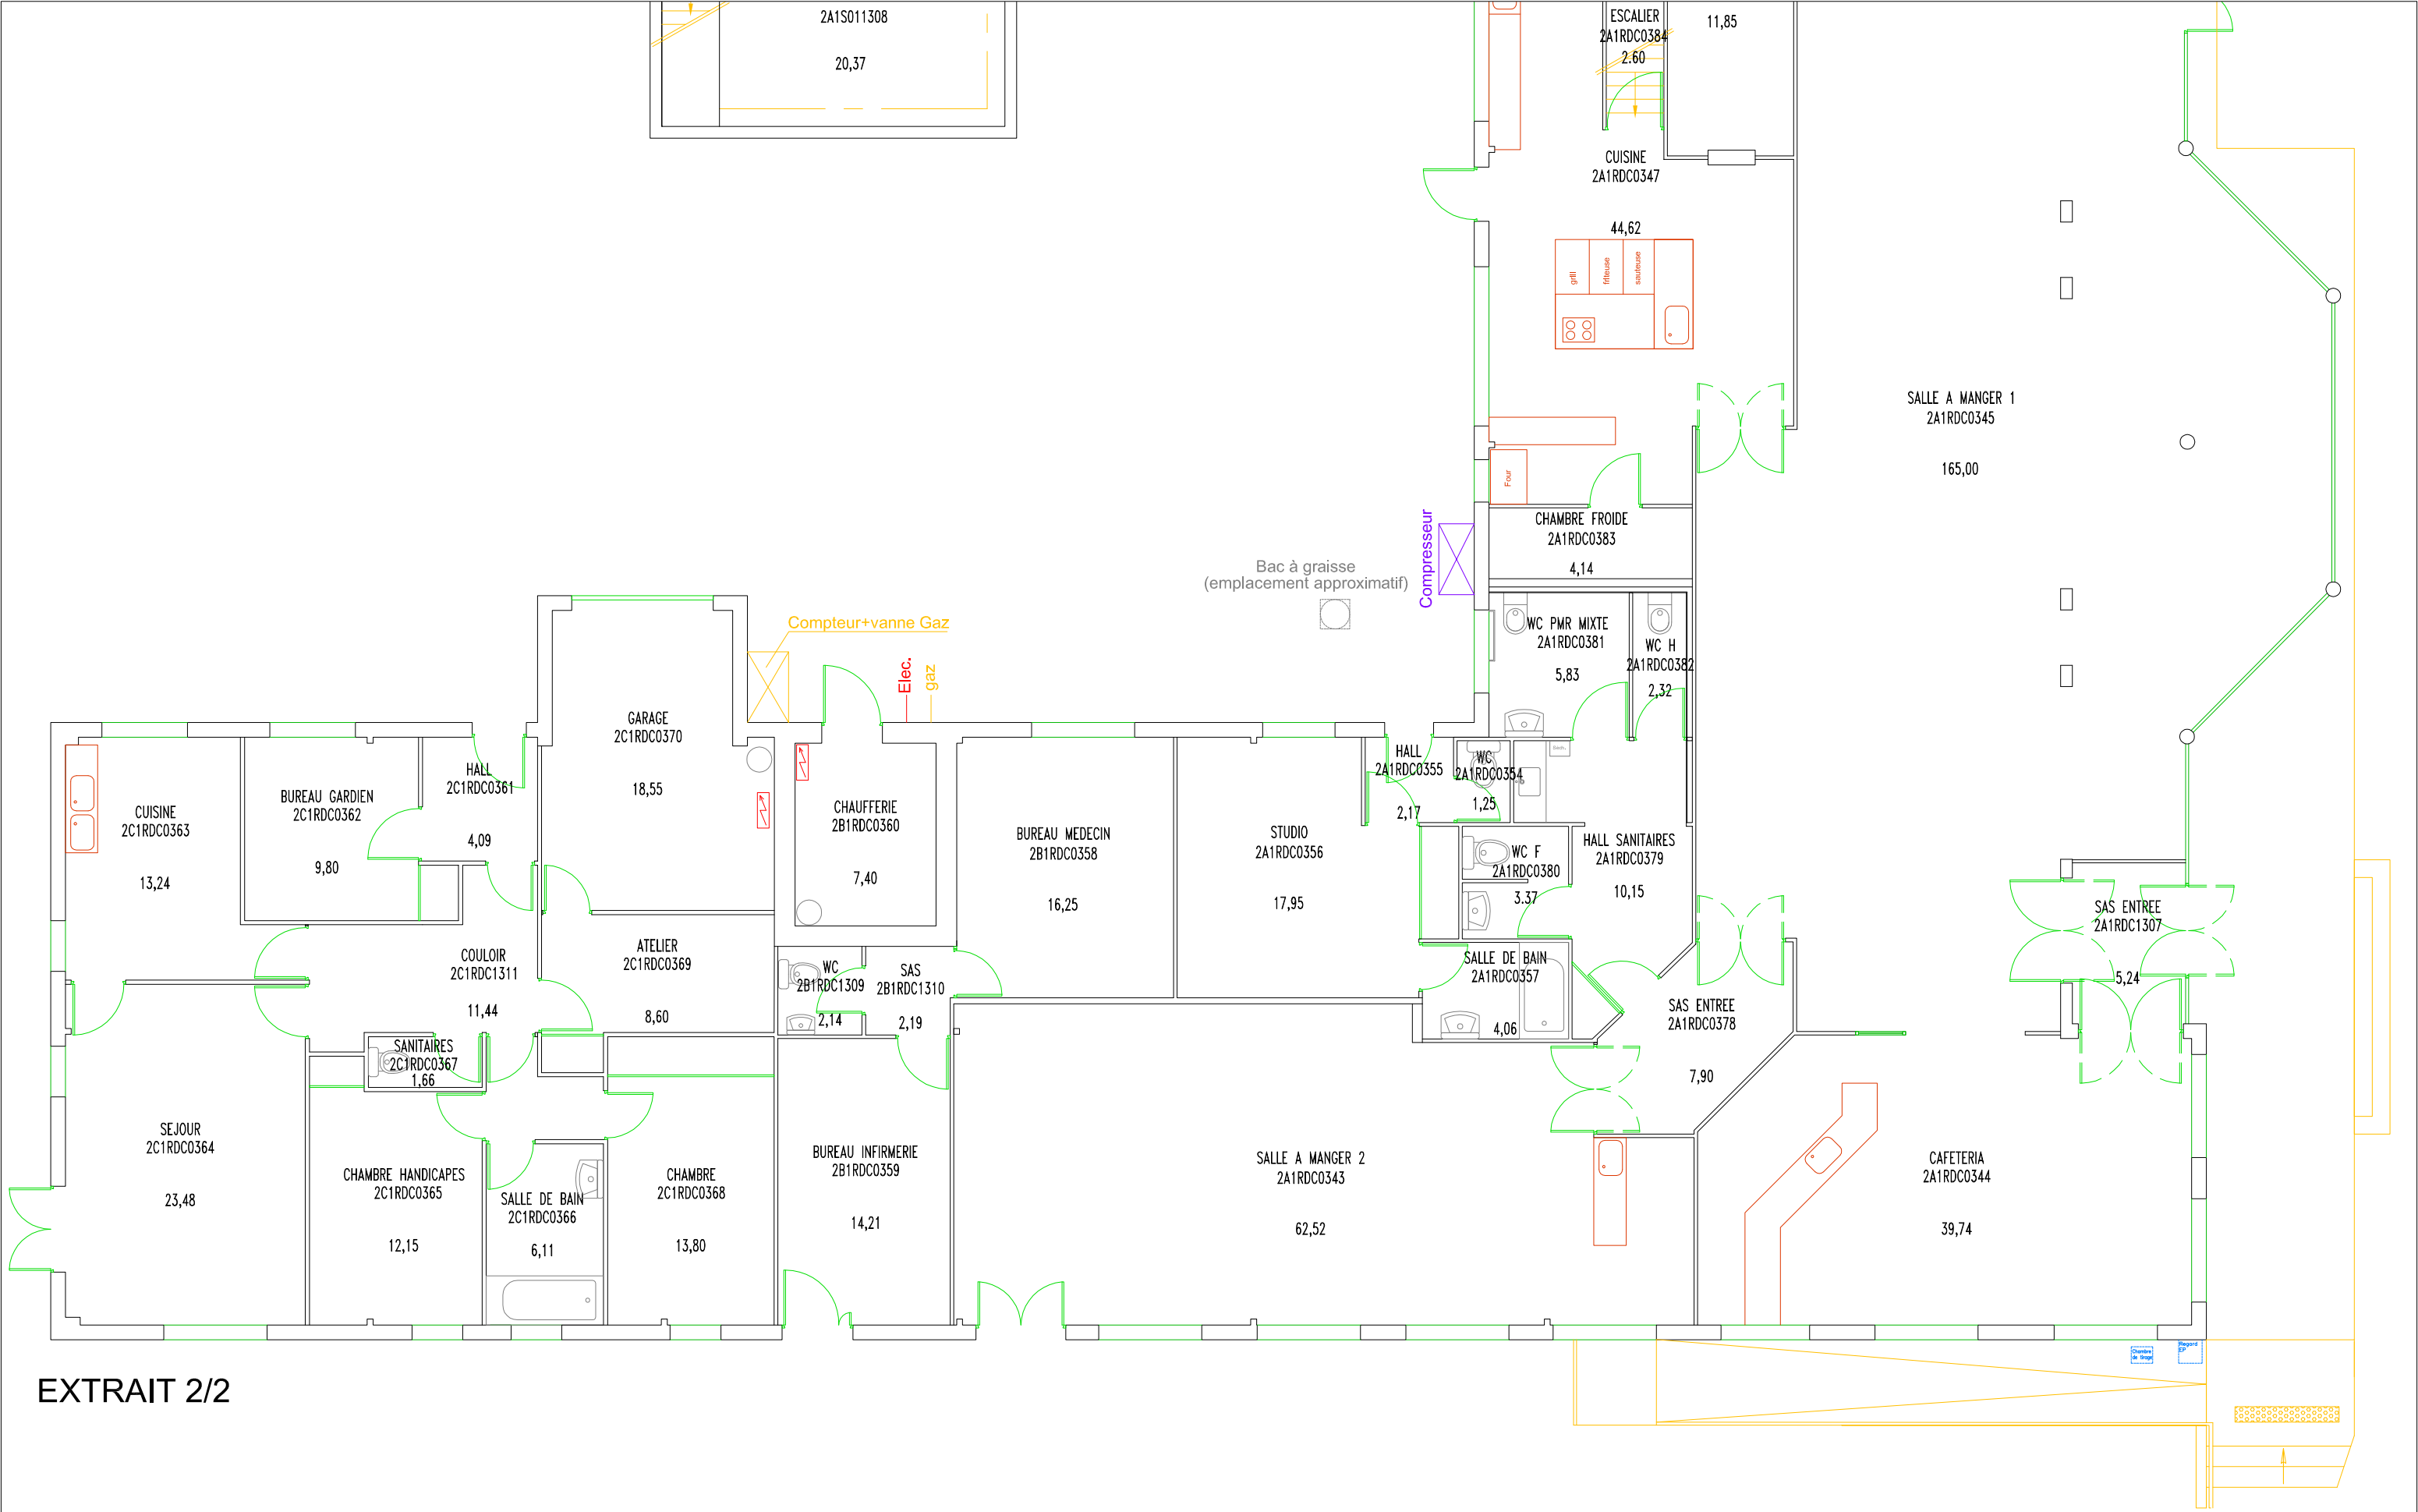 2A1S011308
20,37
ESCALIER
2A1RDC0384
2.60
11,85
CUISINE
2A1RDC0347
44,62
grill
friteuse
sauteuse
SALLE A MANGER 1
2A1RDC0345
165,00
Four
CHAMBRE FROIDE
2A1RDC0383
4,14
Compresseur
Bac à graisse
(emplacement approximatif)
Compteur+vanne Gaz
Elec.
gaz
WC PMR MIXTE
2A1RDC0381
5,83
WC H
2A1RDC0382
2,32
GARAGE
2C1RDC0370
18,55
HALL
2C1RDC0361
4,09
BUREAU GARDIEN
2C1RDC0362
9,80
CUISINE
2C1RDC0363
13,24
CHAUFFERIE
2B1RDC0360
7,40
BUREAU MEDECIN
2B1RDC0358
16,25
STUDIO
2A1RDC0356
17,95
HALL
2A1RDC0355
2,17
WC
2A1RDC0354
1,25
WC F
2A1RDC0380
3.37
HALL SANITAIRES
2A1RDC0379
10,15
SAS ENTREE
2A1RDC1307
5,24
COULOIR
2C1RDC1311
11,44
ATELIER
2C1RDC0369
8,60
WC
2B1RDC1309
2,14
SAS
2B1RDC1310
2,19
SALLE DE BAIN
2A1RDC0357
4,06
SAS ENTREE
2A1RDC0378
7,90
SANITAIRES
2C1RDC0367
1,66
SEJOUR
2C1RDC0364
23,48
CHAMBRE HANDICAPES
2C1RDC0365
12,15
SALLE DE BAIN
2C1RDC0366
6,11
CHAMBRE
2C1RDC0368
13,80
BUREAU INFIRMERIE
2B1RDC0359
14,21
SALLE A MANGER 2
2A1RDC0343
62,52
CAFETERIA
2A1RDC0344
39,74
Chambre
de tirage
Regard
EP
EXTRAIT 2/2